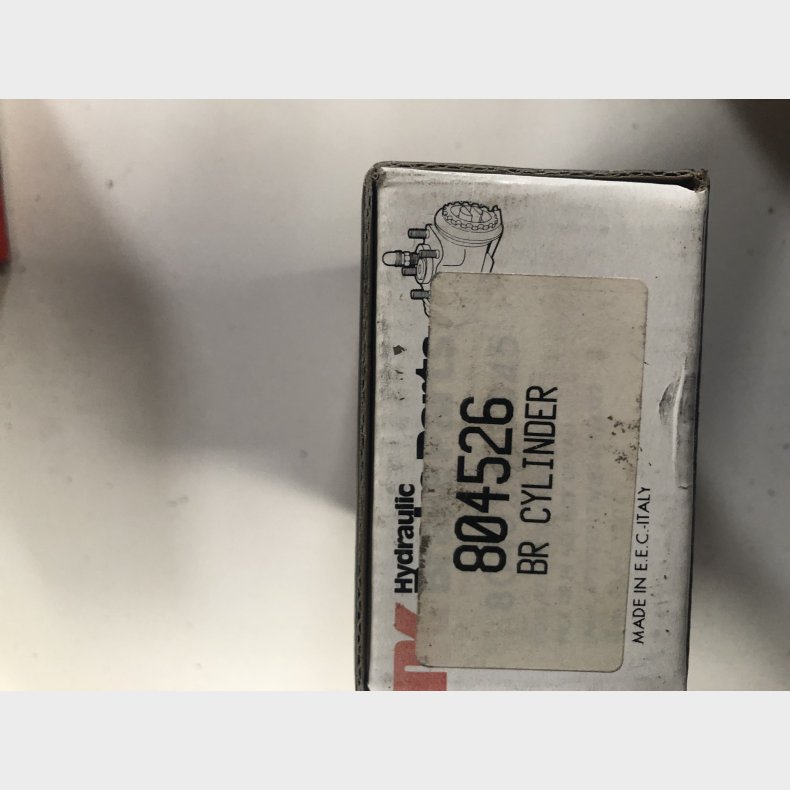 Hydraulic
804526
BR CYLINDER
MADE IN E.E.C.-ITALY